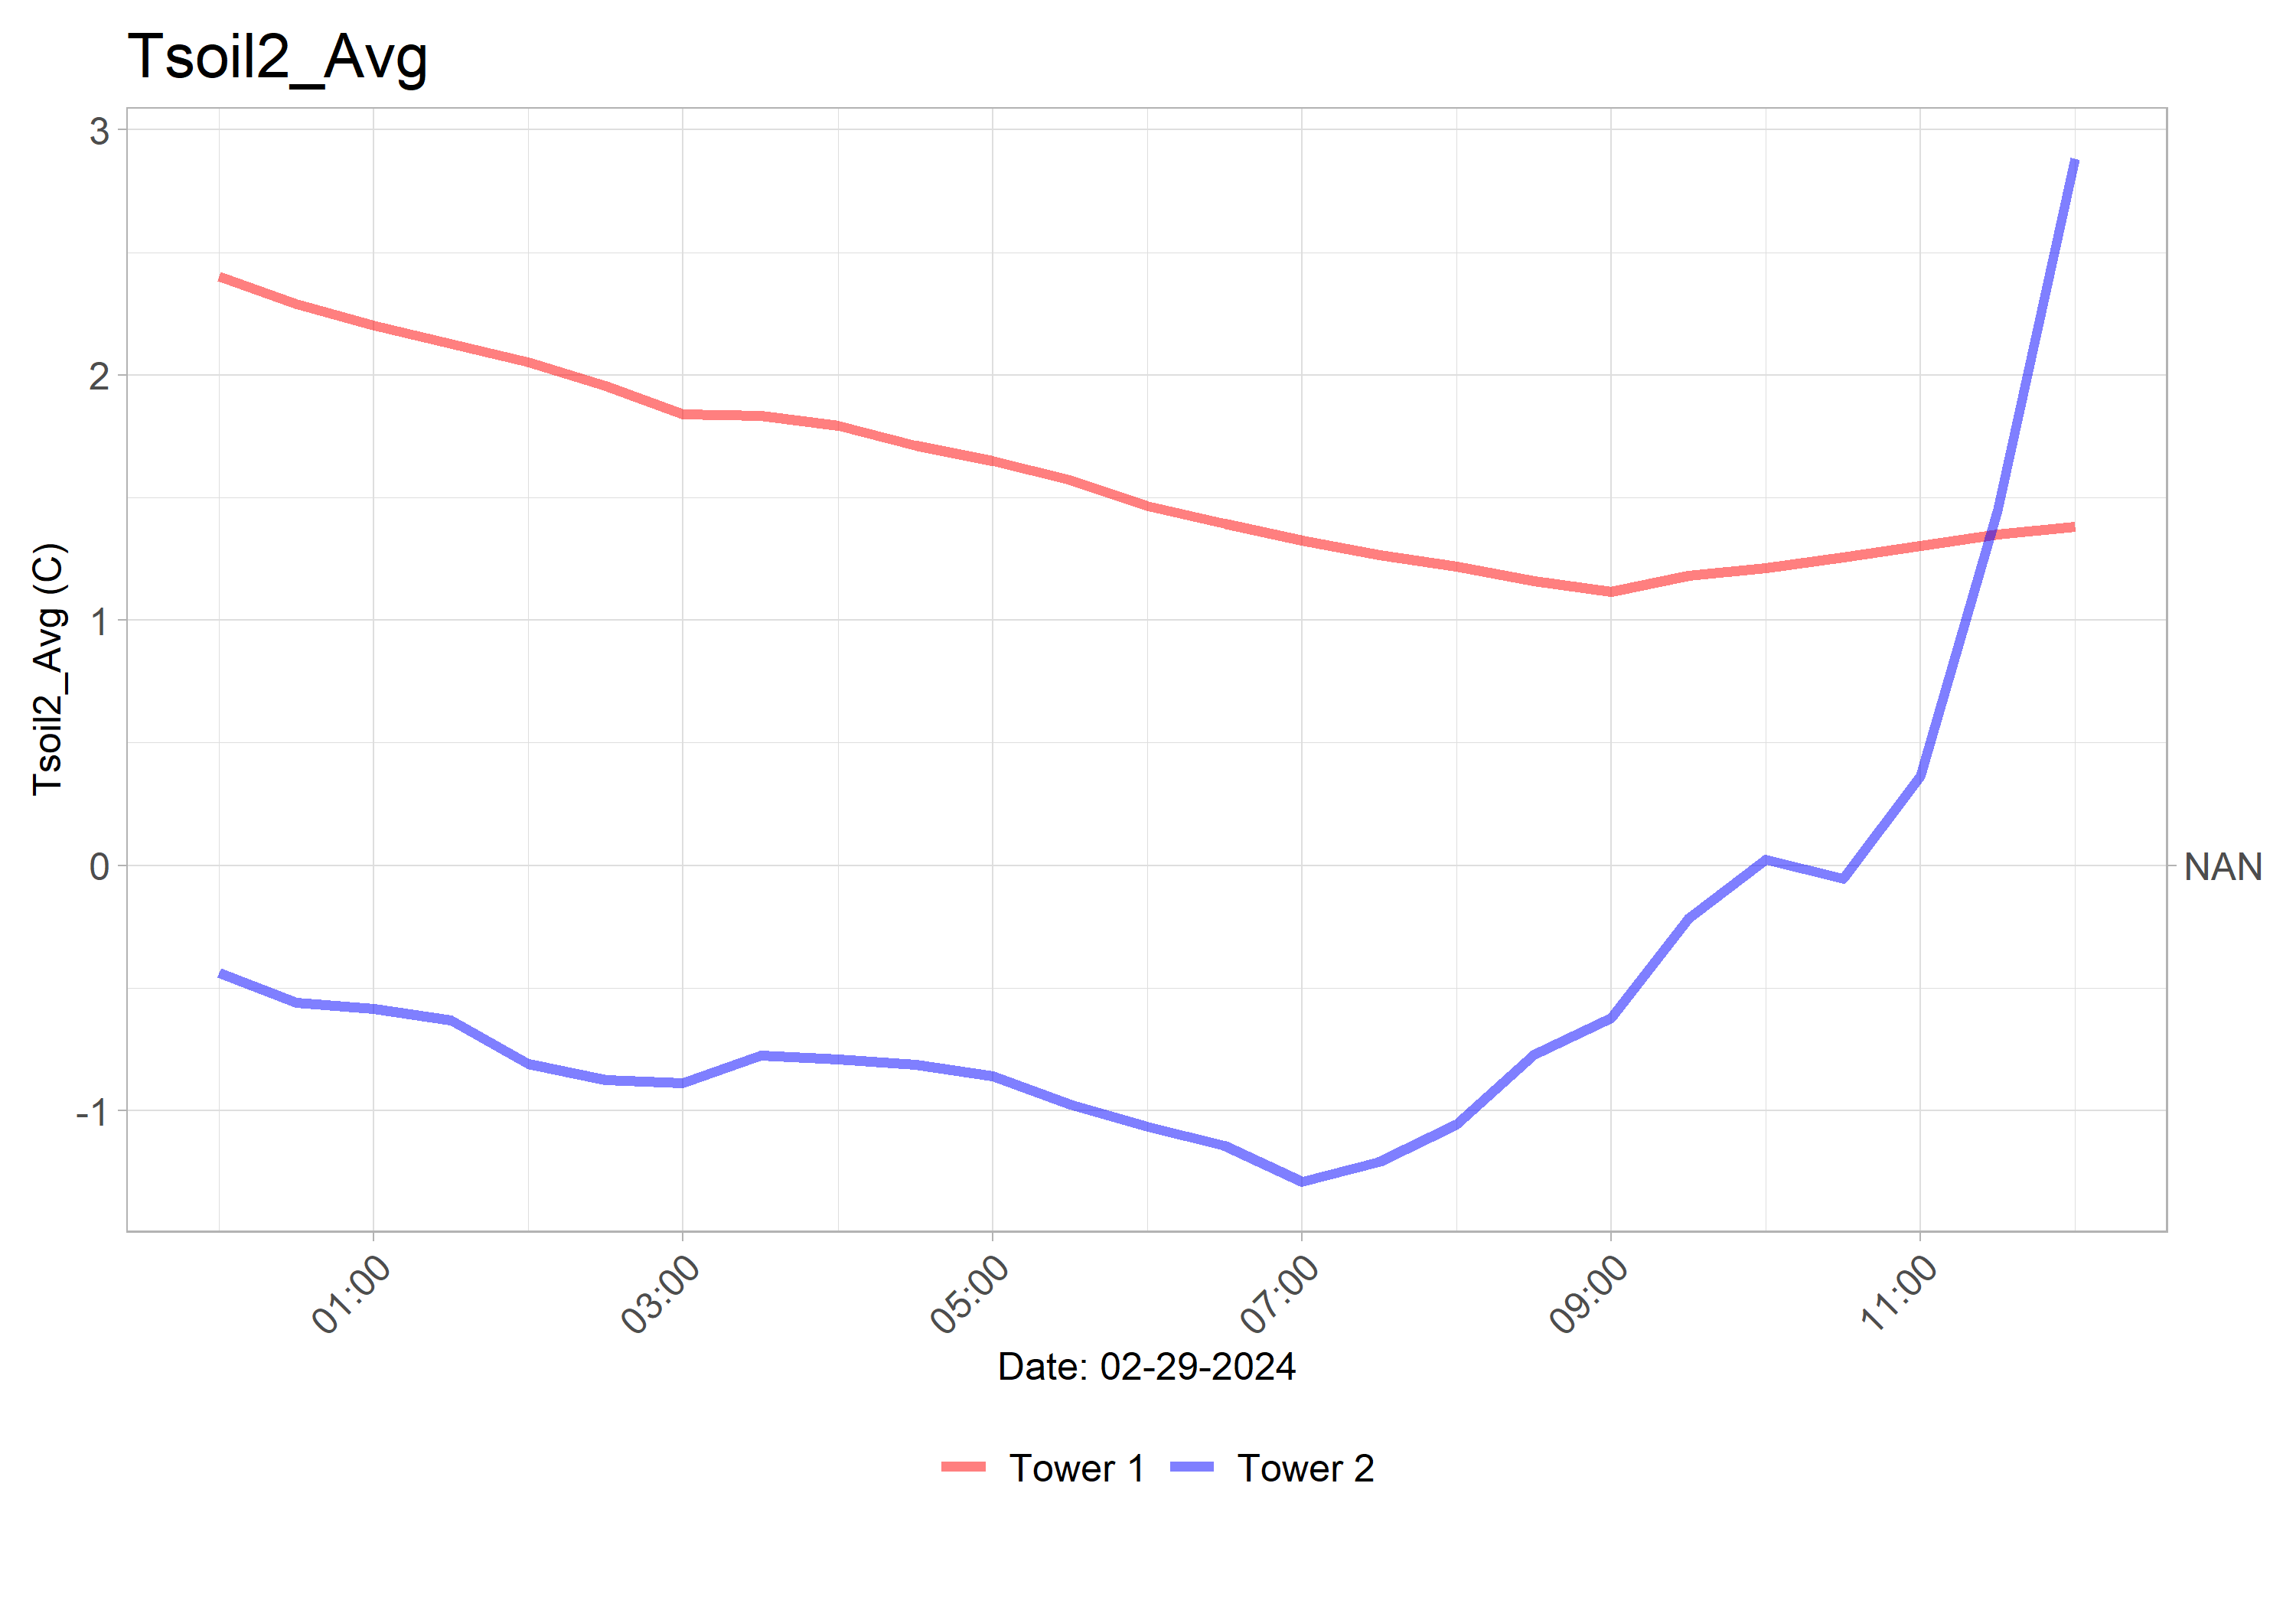 Tsoil2_Avg
Tsoil2_Avg (C)
3
2
1
0
-1
NAN
01:00
03:00
05:00
07:00
09:00
11:00
Date: 02-29-2024
Tower 1
Tower 2